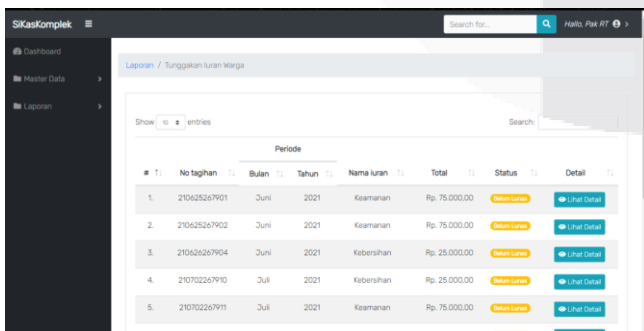 SiKasKomplek
Search for...
Hallo, Pak RT
Dashboard
Master Data
Laporan
Laporan / Tunggakan Iuran Warga
Show 10 entries
Search:
Periode
# No tagihan Bulan Tahun Nama iuran Total Status Detail
1. 210625267901 Juni 2021 Keamanan Rp. 75.000,00 Belum Lunas Lihat Detail
2. 210625267902 Juni 2021 Keamanan Rp. 75.000,00 Belum Lunas Lihat Detail
3. 210626267904 Juni 2021 Kebersihan Rp. 25.000,00 Belum Lunas Lihat Detail
4. 210702267910 Juli 2021 Kebersihan Rp. 25.000,00 Belum Lunas Lihat Detail
5. 210702267911 Juli 2021 Keamanan Rp. 75.000,00 Belum Lunas Lihat Detail